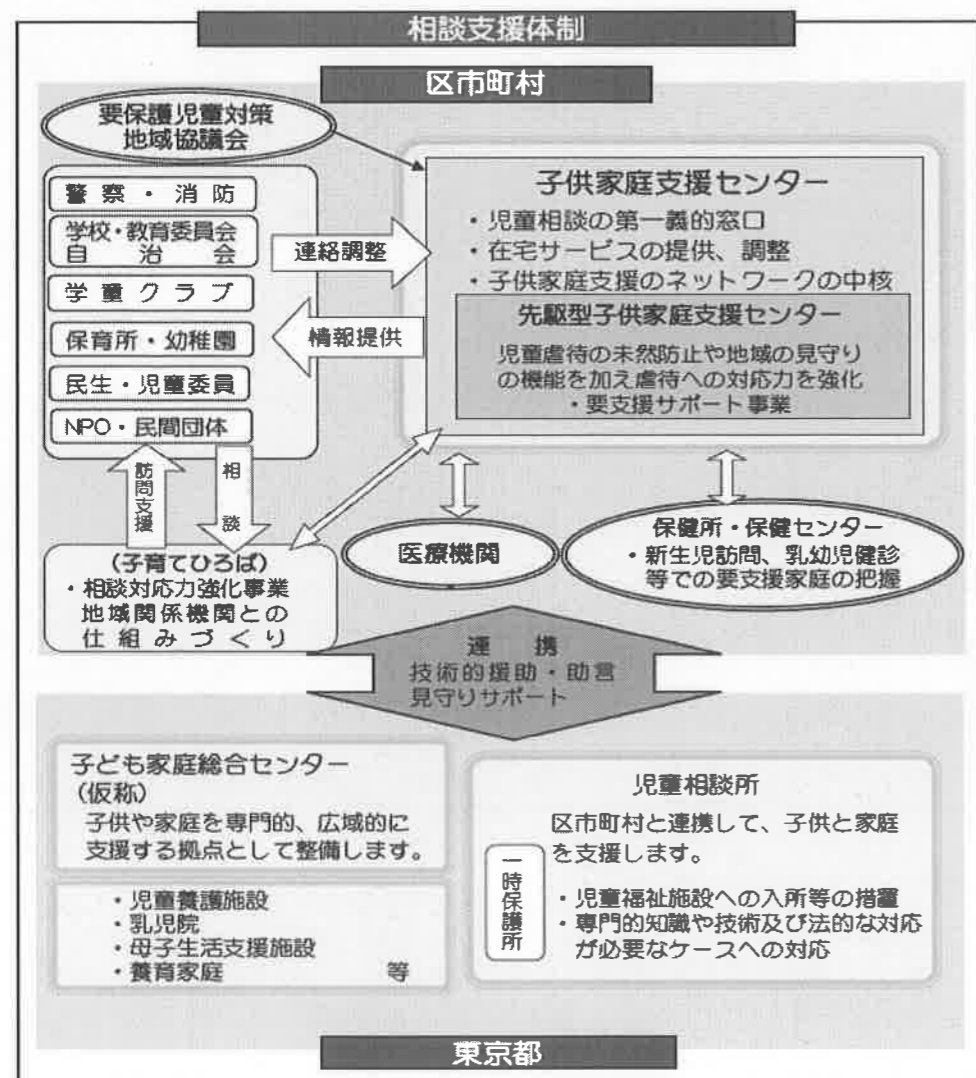 相談支援体制
区市町村
要保護児童対策
地域協議会
警察・消防
学校・教育委員会
自治会
学童クラブ
保育所・幼稚園
民生・児童委員
NPO・民間団体
連絡調整
情報提供
子供家庭支援センター
・児童相談の第一義的窓口
・在宅サービスの提供、調整
・子供家庭支援のネットワークの中核
先駆型子供家庭支援センター
児童虐待の未然防止や地域の見守り
の機能を加え虐待への対応力を強化
・要支援サポート事業
訪問支援
相談
(子育てひろば)
・相談対応力強化事業
地域関係機関との
仕組みづくり
医療機関
保健所・保健センター
・新生児訪問、乳幼児健診
等での要支援家庭の把握
連携
技術的援助・助言
見守りサポート
子ども家庭総合センター
(仮称)
子供や家庭を専門的、広域的に
支援する拠点として整備します。
・児童養護施設
・乳児院
・母子生活支援施設
・養育家庭 等
児童相談所
区市町村と連携して、子供と家庭
を支援します。
一時保護所
・児童福祉施設への入所等の措置
・専門的知識や技術及び法的な対応
が必要なケースへの対応
東京都